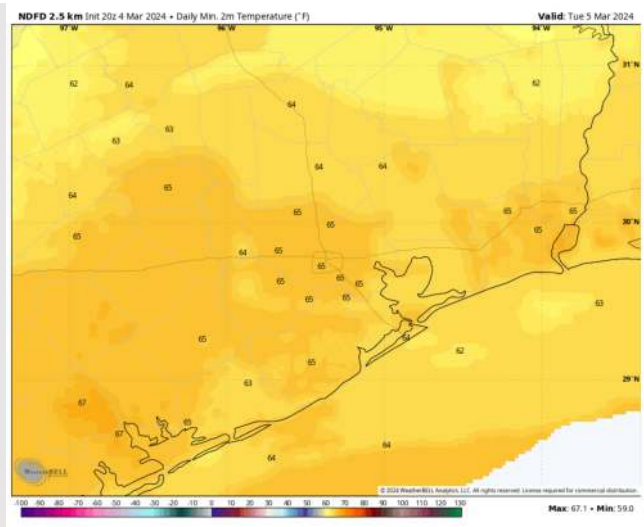 NDFD 2.5 km Init 20z 4 Mar 2024 • Daily Min. 2m Temperature (°F)
Valid: Tue 5 Mar 2024
97°W 96°W 95°W 94°W
31°N
62 64 62
64
63 63
64 64
65
64
65 65 65
30°N
65 65
65
64 65
65
65 65 65
65 65
63
64
65
62
65
29°N
63
67
65
67
64
64
WeatherBELL
© 2024 WeatherBELL Analytics, LLC. All rights reserved. License required for commercial distribution.
-100 -90 -80 -70 -60 -50 -40 -30 -20 -10 0 10 20 30 40 50 60 70 80 90 100 110 120 130
Max: 67.1 • Min: 59.0